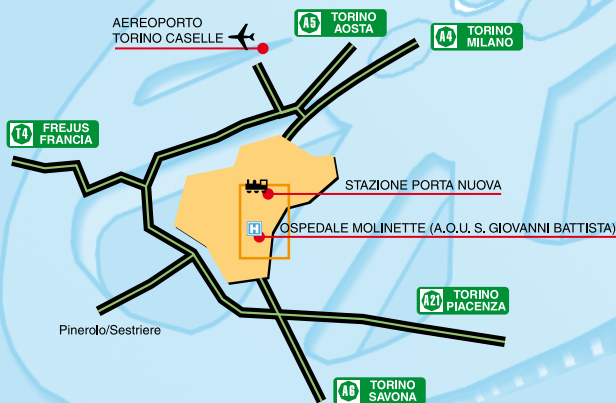 AEREOPORTO
TORINO CASELLE
A5 TORINO
AOSTA
A4 TORINO
MILANO
T4 FREJUS
FRANCIA
STAZIONE PORTA NUOVA
H OSPEDALE MOLINETTE (A.O.U. S. GIOVANNI BATTISTA)
A21 TORINO
PIACENZA
Pinerolo/Sestriere
A6 TORINO
SAVONA